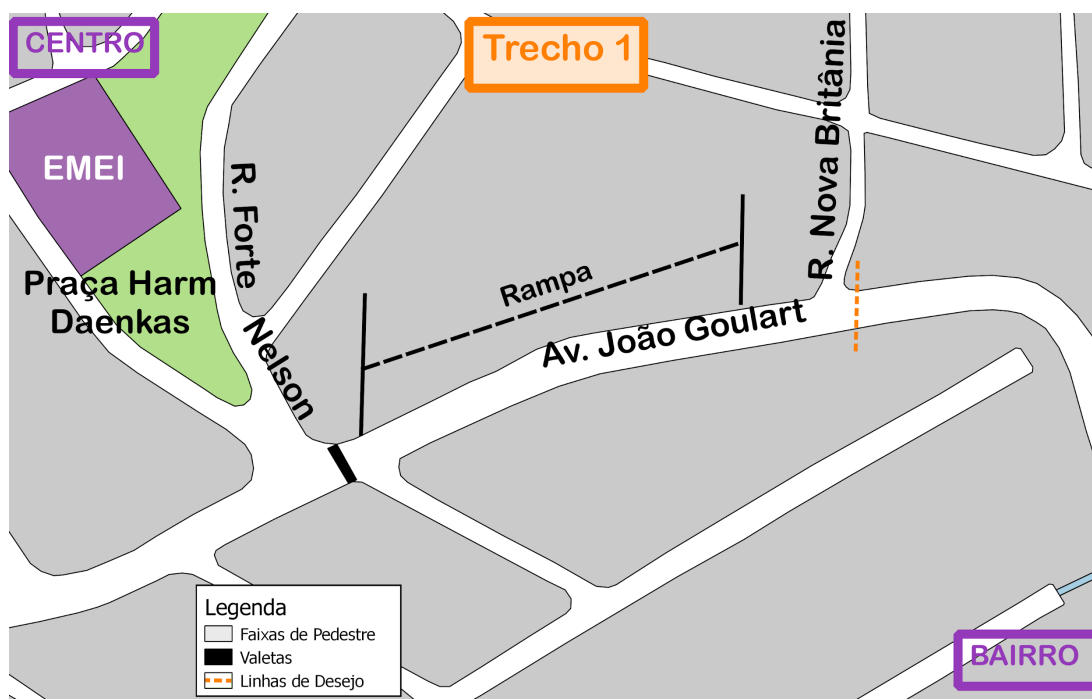 CENTRO
Trecho 1
R. Nova Britânia
EMEI
R. Forte
Nelson
Praça Harm
Daenkas
Rampa
Av. João Goulart
Legenda
Faixas de Pedestre
Valetas
Linhas de Desejo
BAIRRO